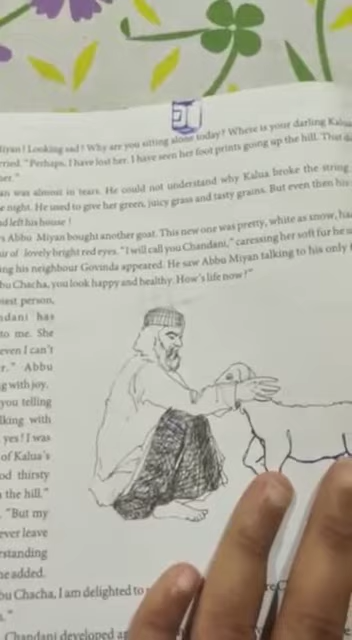 Miyan! Looking sad! Why are you sitting alone today? Where is your darling Kalua
rried. "Perhaps, I have lost her. I have seen her foot prints going up the hill. That d
her."
an was almost in tears. He could not understand why Kalua broke the string
e night. He used to give her green, juicy grass and tasty grains. But even then his
nd left his house!
s Abbu Miyan bought another goat. This new one was pretty, white as snow, ha
ur of lovely bright red eyes. "I will call you Chandani," caressing her soft fur he s
ing his neighbour Govinda appeared. He saw Abbu Miyan talking to his only
bu Chacha, you look happy and healthy. How's life now?"
iest person,
ndani has
to me. She
even I can't
r." Abbu
g with joy.
you telling
lking with
yes! I was
of Kalua's
od thirsty
the hill."
"But my
ever leave
rstanding
he added.
bu Chacha, I am delighted to
Chandani developed